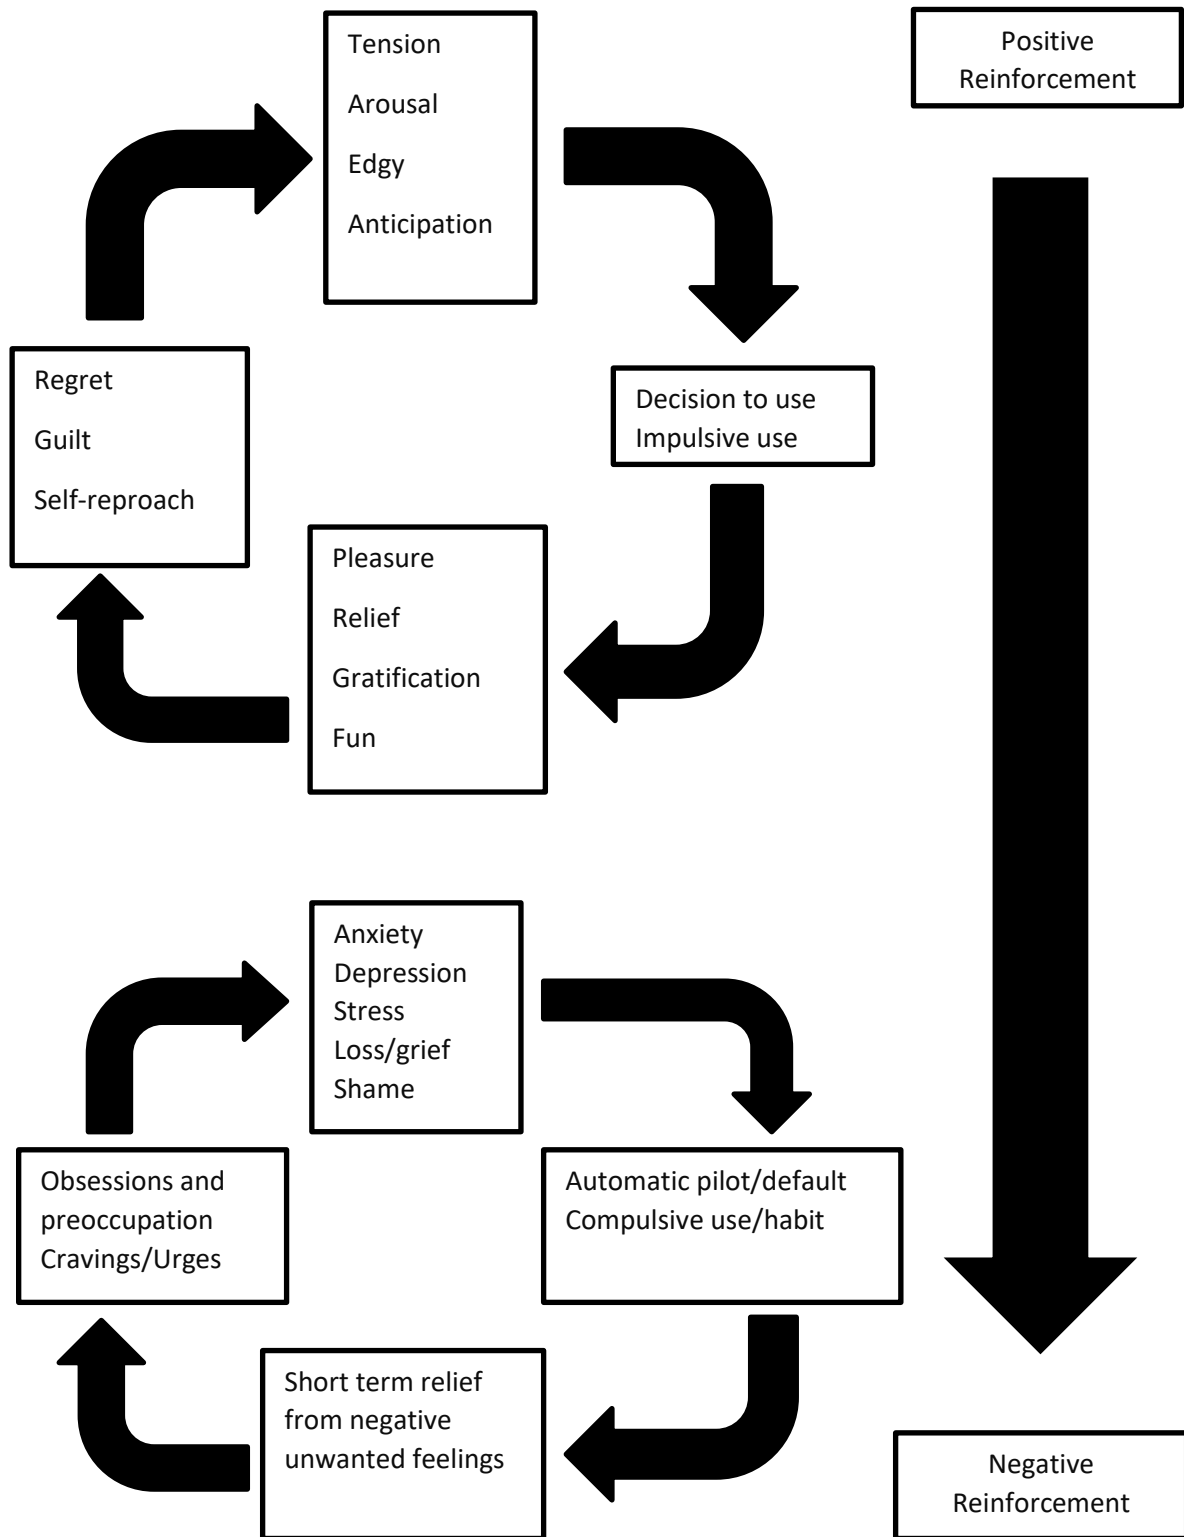 Tension
Arousal
Edgy
Anticipation
Positive
Reinforcement
Regret
Guilt
Self-reproach
Decision to use
Impulsive use
Pleasure
Relief
Gratification
Fun
Anxiety
Depression
Stress
Loss/grief
Shame
Obsessions and
preoccupation
Cravings/Urges
Automatic pilot/default
Compulsive use/habit
Short term relief
from negative
unwanted feelings
Negative
Reinforcement